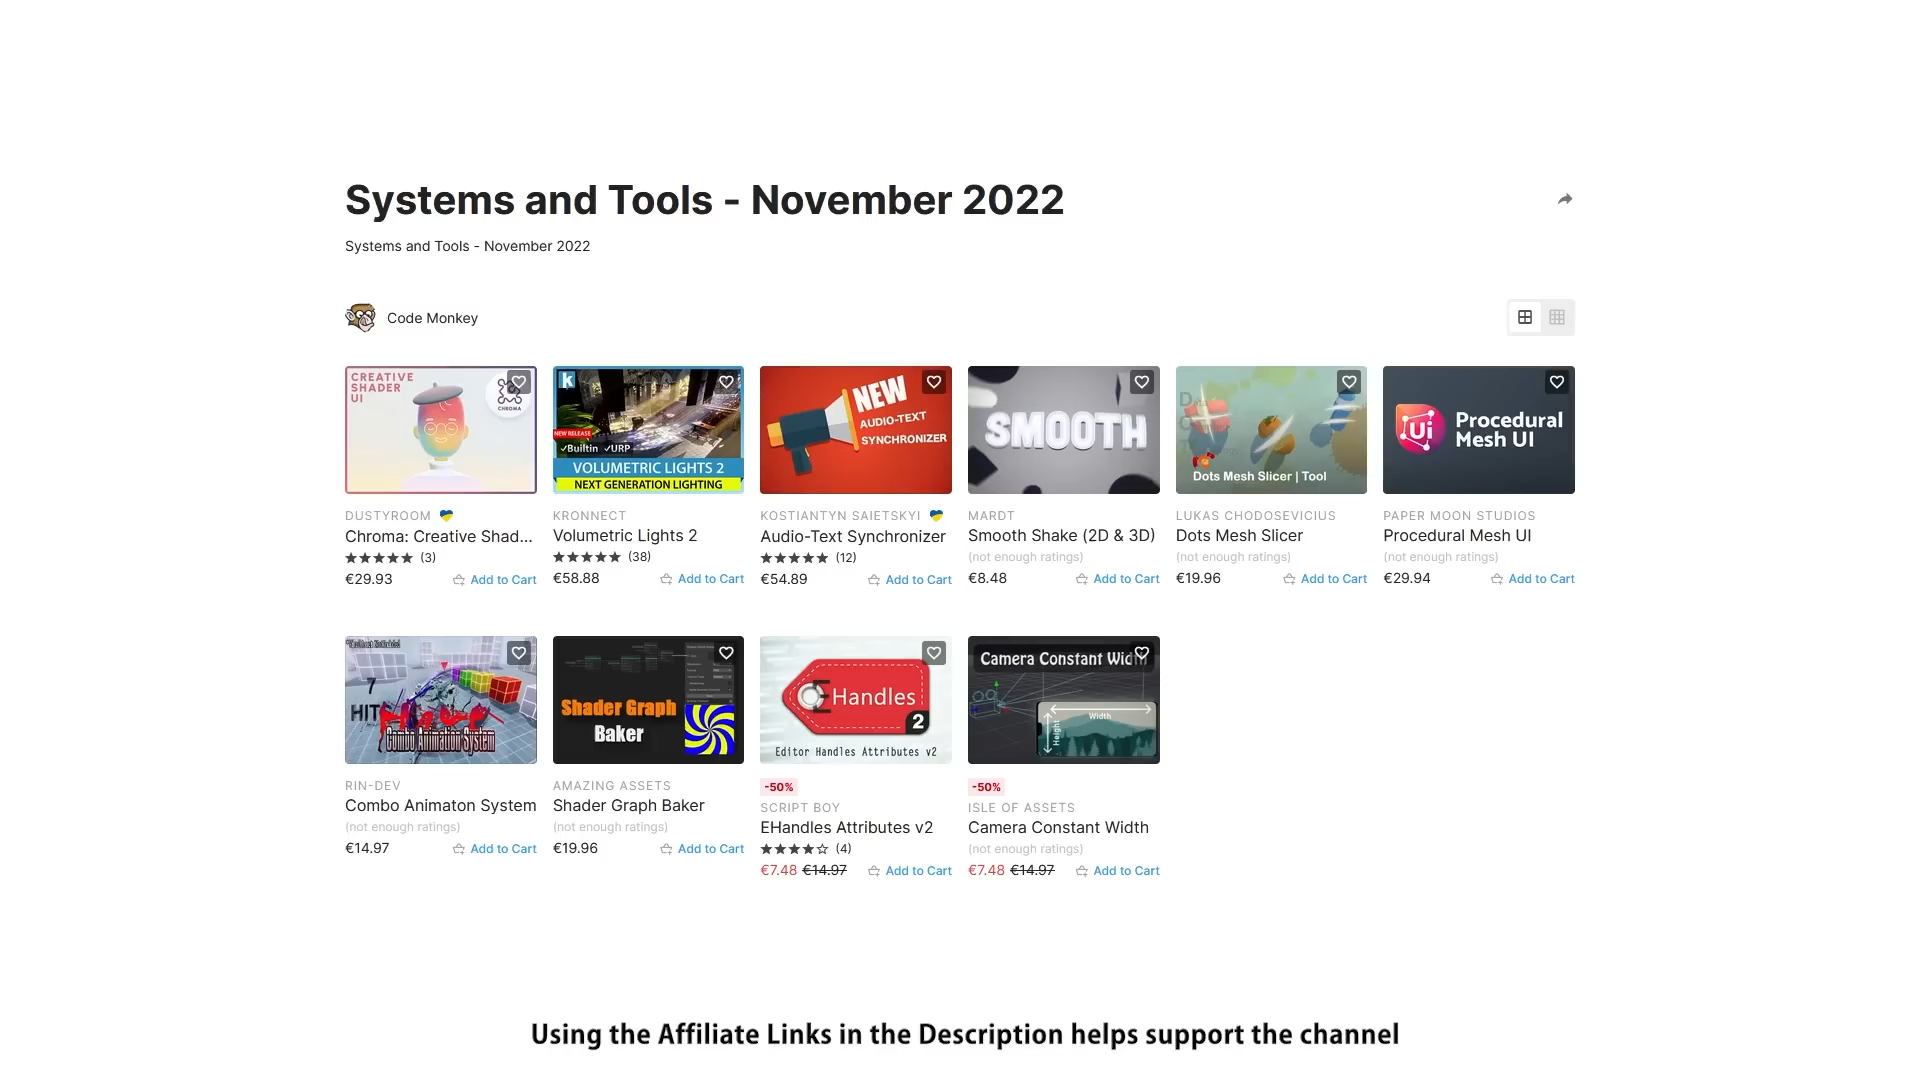 Systems and Tools - November 2022
Systems and Tools - November 2022
Code Monkey
CREATIVE
SHADER
UI
CHROMA
k
NEW RELEASE
✓Builtin ✓URP
VOLUMETRIC LIGHTS 2
NEXT GENERATION LIGHTING
NEW
AUDIO-TEXT
SYNCHRONIZER
SMOOTH
Dots Mesh Slicer | Tool
Ui
Procedural
Mesh UI
DUSTYROOM
Chroma: Creative Shad...
(3)
€29.93
Add to Cart
KRONNECT
Volumetric Lights 2
(38)
€58.88
Add to Cart
KOSTIANTYN SAIETSKYI
Audio-Text Synchronizer
(12)
€54.89
Add to Cart
MARDT
Smooth Shake (2D & 3D)
(not enough ratings)
€8.48
Add to Cart
LUKAS CHODOSEVICIUS
Dots Mesh Slicer
(not enough ratings)
€19.96
Add to Cart
PAPER MOON STUDIOS
Procedural Mesh UI
(not enough ratings)
€29.94
Add to Cart
7
HIT
Combo Animation System
Shader Graph
Baker
EHandles
2
Editor Handles Attributes v2
Camera Constant Width
Width
Height
RIN-DEV
Combo Animaton System
(not enough ratings)
€14.97
Add to Cart
AMAZING ASSETS
Shader Graph Baker
(not enough ratings)
€19.96
Add to Cart
-50%
SCRIPT BOY
EHandles Attributes v2
(4)
€7.48 €14.97
Add to Cart
-50%
ISLE OF ASSETS
Camera Constant Width
(not enough ratings)
€7.48 €14.97
Add to Cart
Using the Affiliate Links in the Description helps support the channel